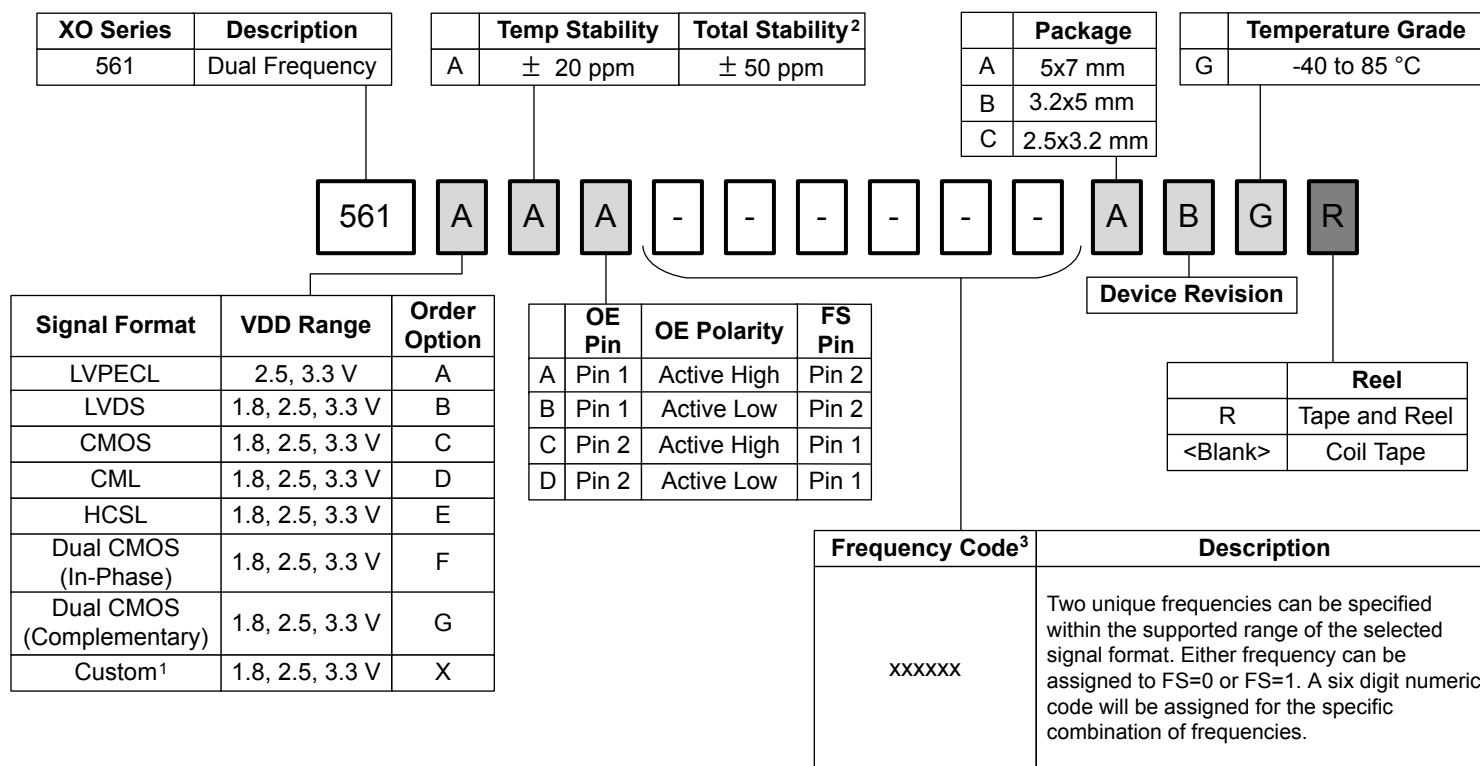 XO Series Description
561 Dual Frequency
Temp Stability Total Stability²
A ± 20 ppm ± 50 ppm
Package
A 5x7 mm
B 3.2x5 mm
C 2.5x3.2 mm
Temperature Grade
G -40 to 85 °C
561 A A A - - - - - - A B G R
Device Revision
Signal Format VDD Range Order Option
LVPECL 2.5, 3.3 V A
LVDS 1.8, 2.5, 3.3 V B
CMOS 1.8, 2.5, 3.3 V C
CML 1.8, 2.5, 3.3 V D
HCSL 1.8, 2.5, 3.3 V E
Dual CMOS (In-Phase) 1.8, 2.5, 3.3 V F
Dual CMOS (Complementary) 1.8, 2.5, 3.3 V G
Custom¹ 1.8, 2.5, 3.3 V X
OE Pin OE Polarity FS Pin
A Pin 1 Active High Pin 2
B Pin 1 Active Low Pin 2
C Pin 2 Active High Pin 1
D Pin 2 Active Low Pin 1
Reel
R Tape and Reel
<Blank> Coil Tape
Frequency Code³ Description
xxxxxx
Two unique frequencies can be specified
within the supported range of the selected
signal format. Either frequency can be
assigned to FS=0 or FS=1. A six digit numeric
code will be assigned for the specific
combination of frequencies.